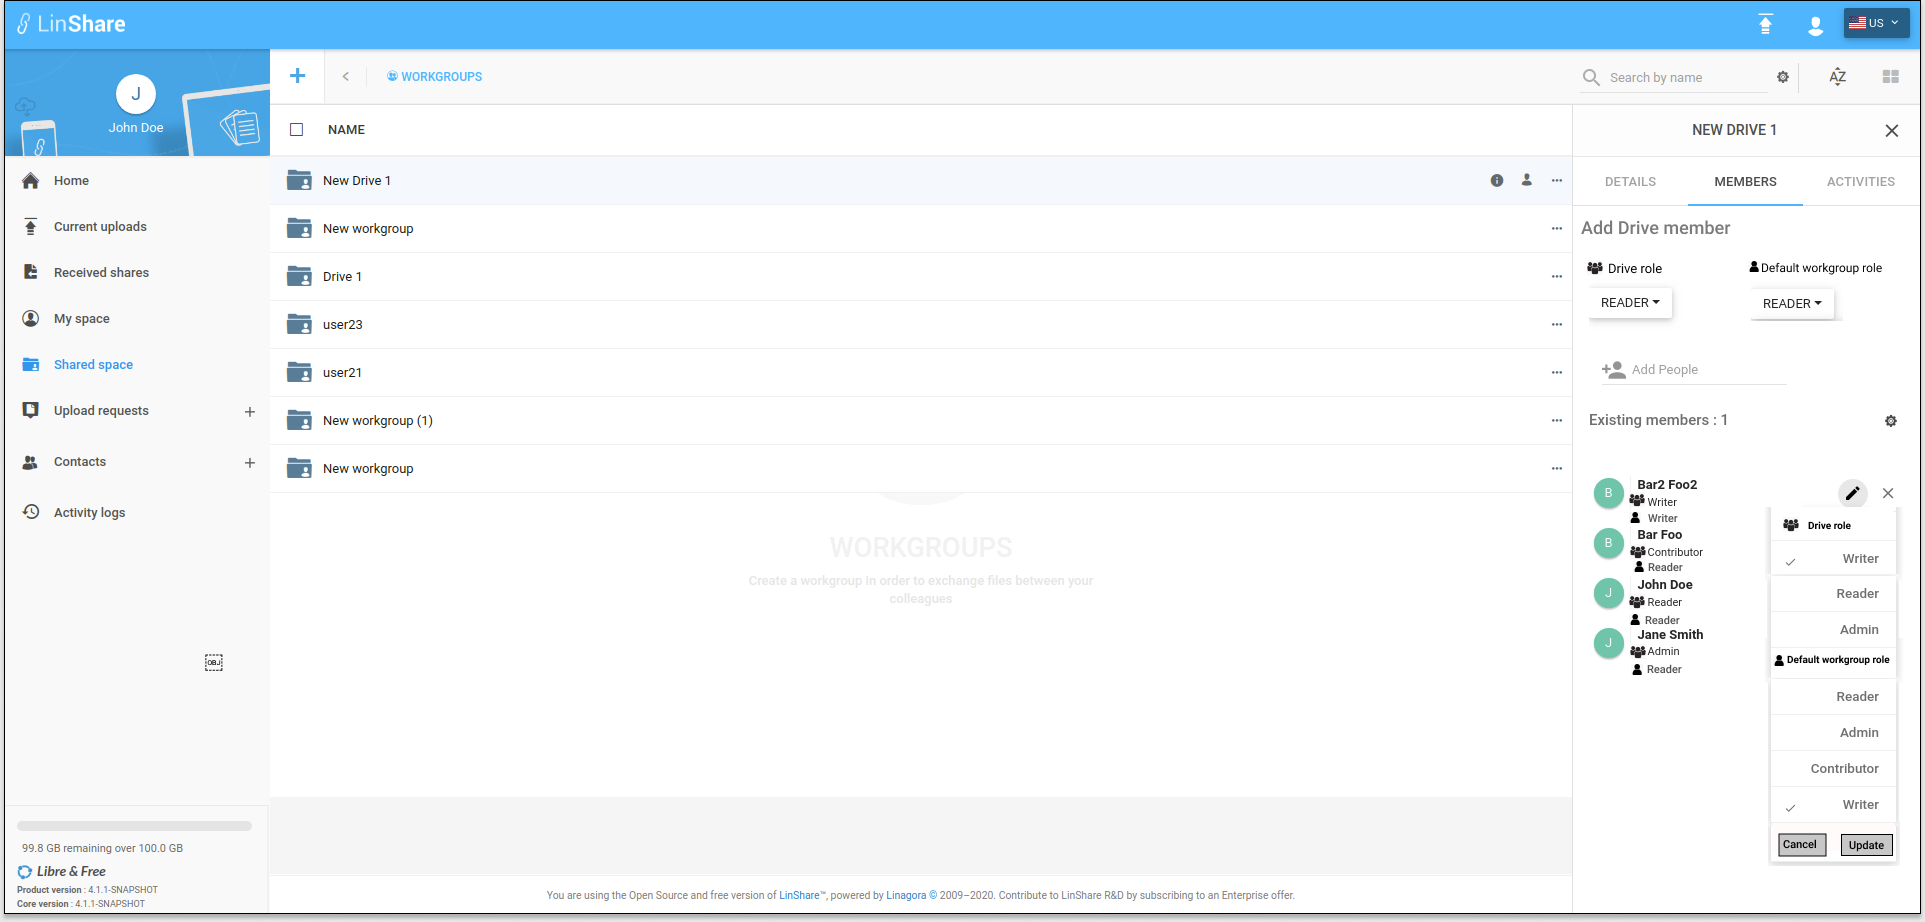 LinShare
US
J
John Doe
WORKGROUPS
Search by name
AZ
Home
Current uploads
Received shares
My space
Shared space
Upload requests
Contacts
Activity logs
OBJ
99.8 GB remaining over 100.0 GB
Libre & Free
Product version : 4.1.1-SNAPSHOT
Core version : 4.1.1-SNAPSHOT
NAME
New Drive 1
New workgroup
Drive 1
user23
user21
New workgroup (1)
New workgroup
WORKGROUPS
Create a workgroup in order to exchange files between your
colleagues
You are using the Open Source and free version of LinShare™, powered by Linagora © 2009–2020. Contribute to LinShare R&D by subscribing to an Enterprise offer.
NEW DRIVE 1
DETAILS MEMBERS ACTIVITIES
Add Drive member
Drive role Default workgroup role
READER READER
Add People
Existing members : 1
B Bar2 Foo2
Writer
Writer
B Bar Foo
Contributor
Reader
J John Doe
Reader
Reader
J Jane Smith
Admin
Reader
Drive role
Writer
Reader
Admin
Default workgroup role
Reader
Admin
Contributor
Writer
Cancel Update